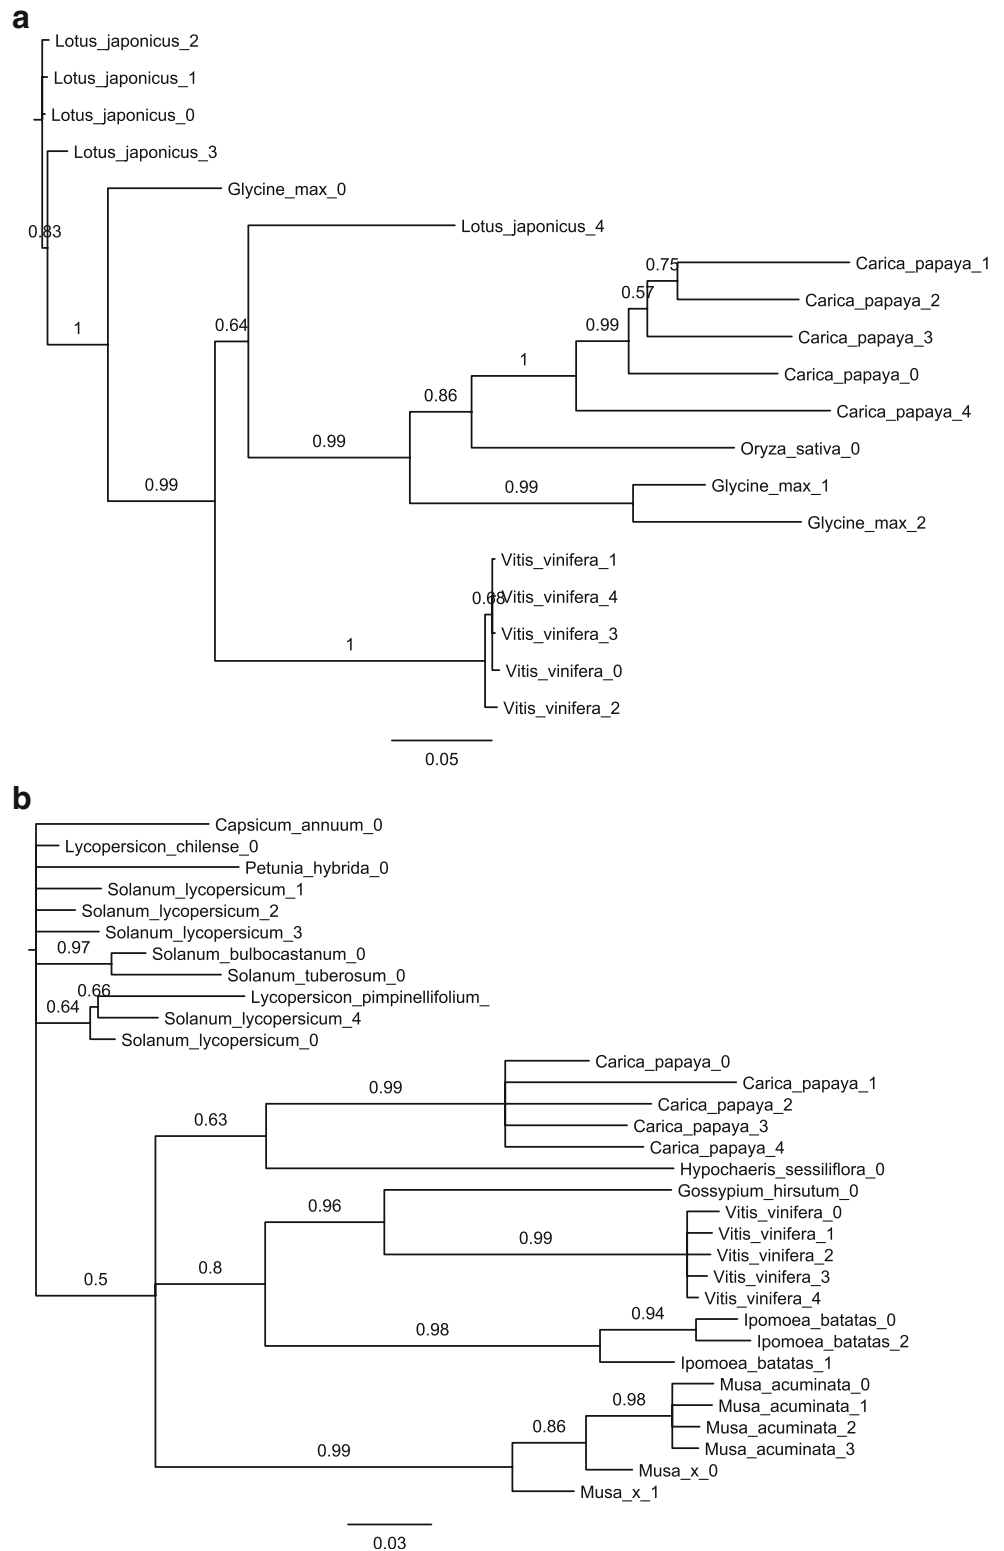 a
Lotus_japonicus_2
Lotus_japonicus_1
Lotus_japonicus_0
Lotus_japonicus_3
Glycine_max_0
0.83
Lotus_japonicus_4
0.75
Carica_papaya_1
0.57
Carica_papaya_2
1
0.64
0.99
Carica_papaya_3
1
Carica_papaya_0
0.86
Carica_papaya_4
0.99
Oryza_sativa_0
0.99
0.99
Glycine_max_1
Glycine_max_2
Vitis_vinifera_1
0.68
Vitis_vinifera_4
Vitis_vinifera_3
1
Vitis_vinifera_0
Vitis_vinifera_2
0.05
b
Capsicum_annuum_0
Lycopersicon_chilense_0
Petunia_hybrida_0
Solanum_lycopersicum_1
Solanum_lycopersicum_2
Solanum_lycopersicum_3
0.97
Solanum_bulbocastanum_0
Solanum_tuberosum_0
0.66
Lycopersicon_pimpinellifolium_
0.64
Solanum_lycopersicum_4
Solanum_lycopersicum_0
Carica_papaya_0
0.99
Carica_papaya_1
Carica_papaya_2
0.63
Carica_papaya_3
Carica_papaya_4
Hypochaeris_sessiliflora_0
Gossypium_hirsutum_0
0.96
Vitis_vinifera_0
Vitis_vinifera_1
0.99
Vitis_vinifera_2
0.5
0.8
Vitis_vinifera_3
Vitis_vinifera_4
0.94
Ipomoea_batatas_0
0.98
Ipomoea_batatas_2
Ipomoea_batatas_1
Musa_acuminata_0
0.98
Musa_acuminata_1
0.86
Musa_acuminata_2
0.99
Musa_acuminata_3
Musa_x_0
Musa_x_1
0.03